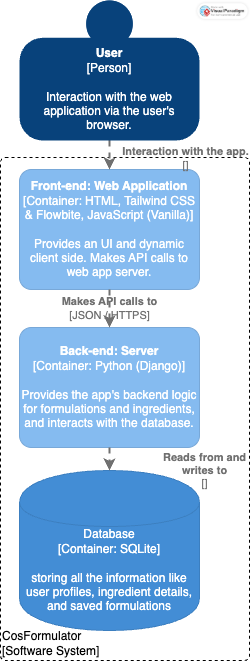 Visual Paradigm
User
[Person]
Interaction with the web
application via the user's
browser.
Interaction with the app.
[]
Front-end: Web Application
[Container: HTML, Tailwind CSS
& Flowbite, JavaScript (Vanilla)]
Provides an UI and dynamic
client side. Makes API calls to
web app server.
Makes API calls to
[JSON / HTTPS]
Back-end: Server
[Container: Python (Django)]
Provides the app's backend logic
for formulations and ingredients,
and interacts with the database.
Reads from and
writes to
[]
Database
[Container: SQLite]
storing all the information like
user profiles, ingredient details,
and saved formulations
CosFormulator
[Software System]